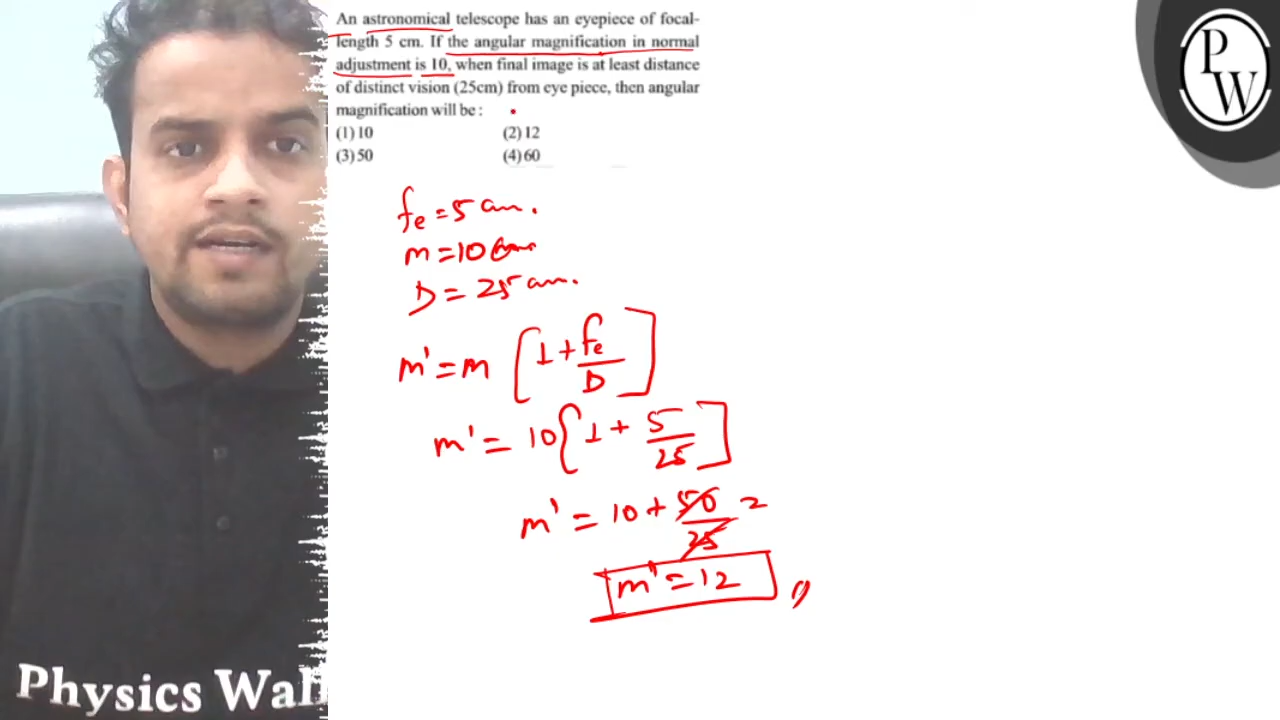 An astronomical telescope has an eyepiece of focal-
length 5 cm. If the angular magnification in normal
adjustment is 10, when final image is at least distance
of distinct vision (25cm) from eye piece, then angular
magnification will be :
(1) 10 (2) 12
(3) 50 (4) 60
fe = 5 cm.
m = 10
D = 25 cm.
m' = m [1 + fe/D]
m' = 10 [1 + 5/25]
m' = 10 + 50/25 2
m' = 12
P
W
Physics Wal